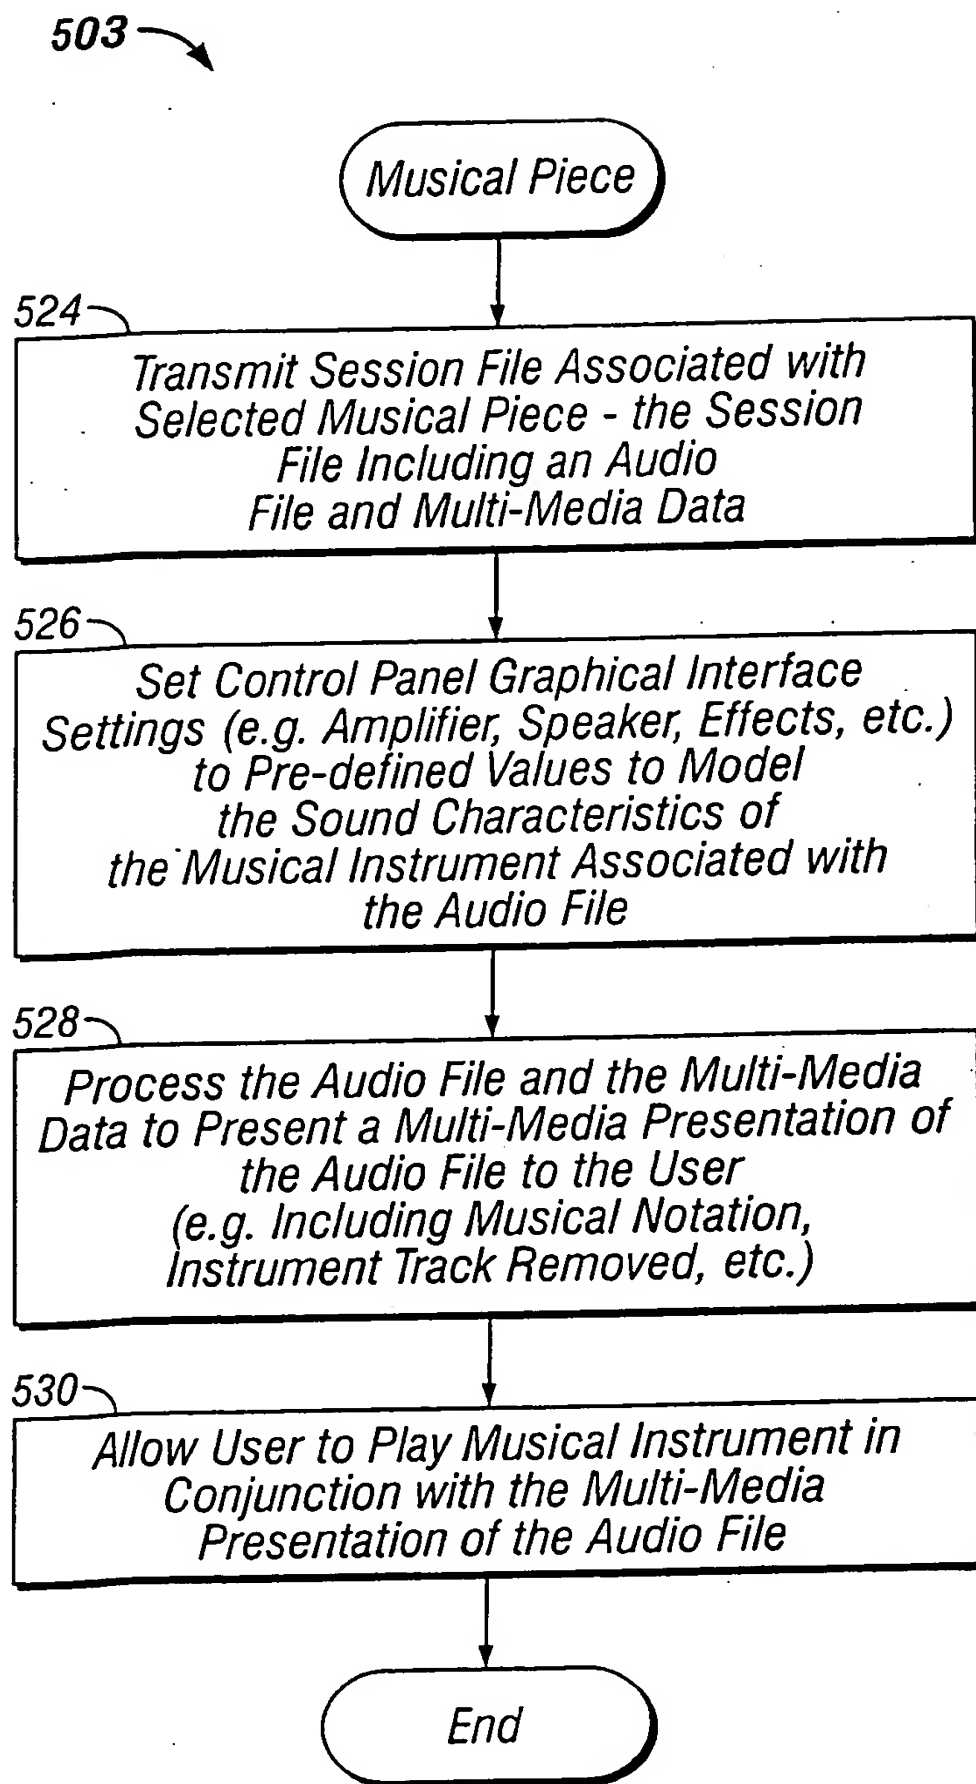 503
Musical Piece
524
Transmit Session File Associated with
Selected Musical Piece - the Session
File Including an Audio
File and Multi-Media Data
526
Set Control Panel Graphical Interface
Settings (e.g. Amplifier, Speaker, Effects, etc.)
to Pre-defined Values to Model
the Sound Characteristics of
the Musical Instrument Associated with
the Audio File
528
Process the Audio File and the Multi-Media
Data to Present a Multi-Media Presentation of
the Audio File to the User
(e.g. Including Musical Notation,
Instrument Track Removed, etc.)
530
Allow User to Play Musical Instrument in
Conjunction with the Multi-Media
Presentation of the Audio File
End